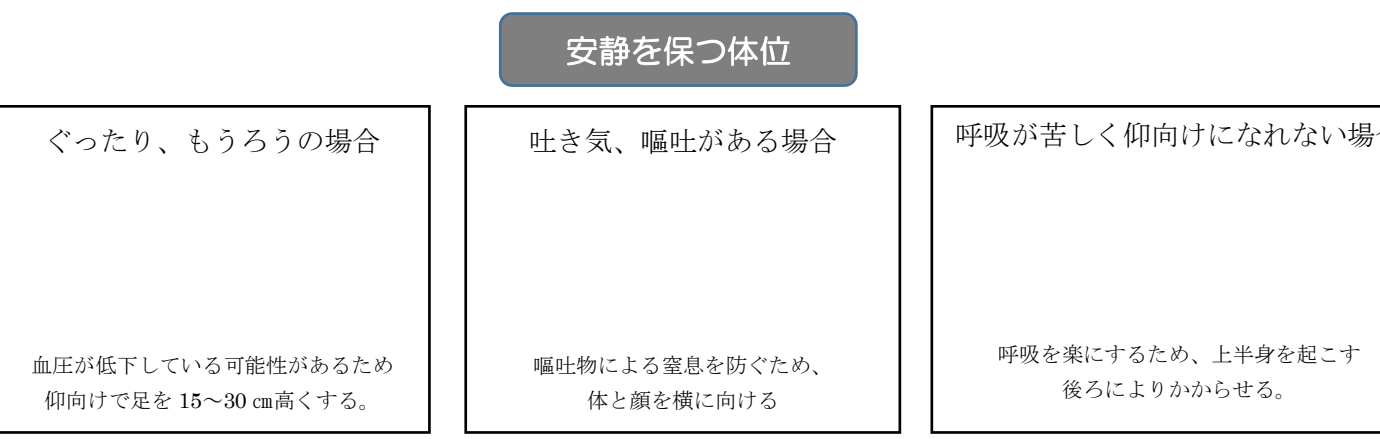 安静を保つ体位
ぐったり、もうろうの場合
血圧が低下している可能性があるため
仰向けで足を 15～30 ㎝高くする。
吐き気、嘔吐がある場合
嘔吐物による窒息を防ぐため、
体と顔を横に向ける
呼吸が苦しく仰向けになれない場合
呼吸を楽にするため、上半身を起こす
後ろによりかからせる。